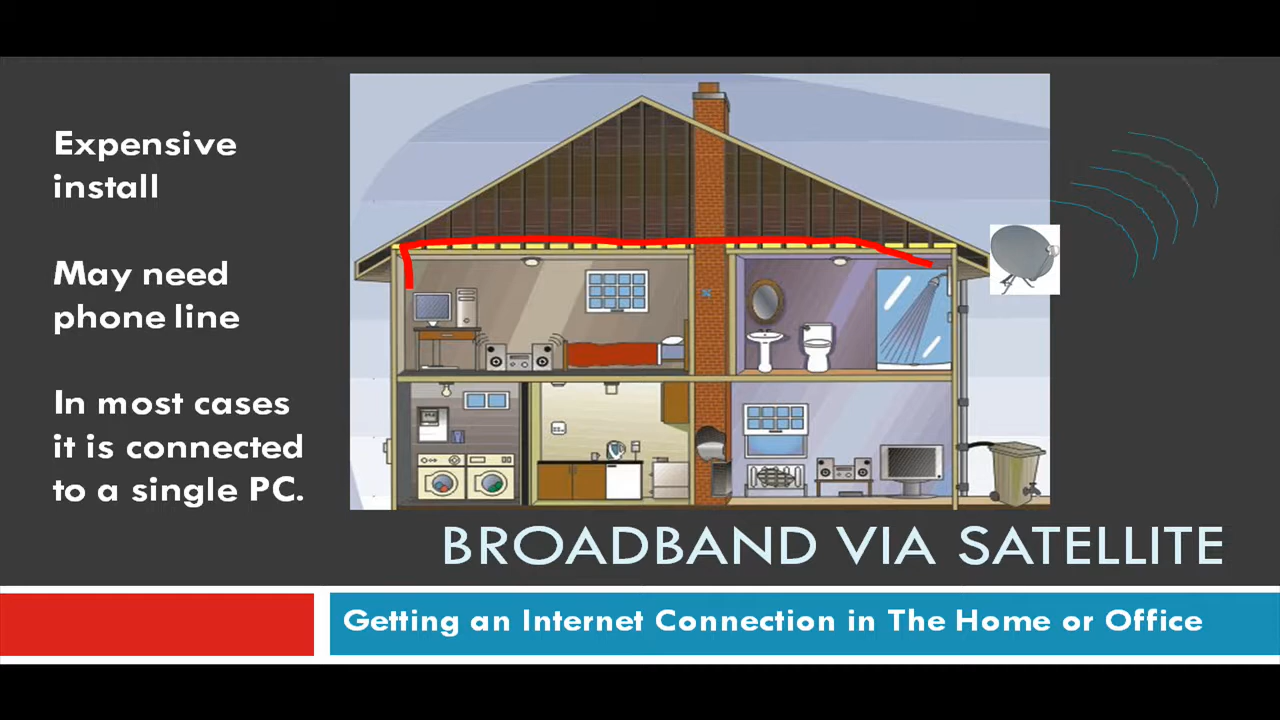 Expensive
install
May need
phone line
In most cases
it is connected
to a single PC.
BROADBAND VIA SATELLITE
Getting an Internet Connection in The Home or Office